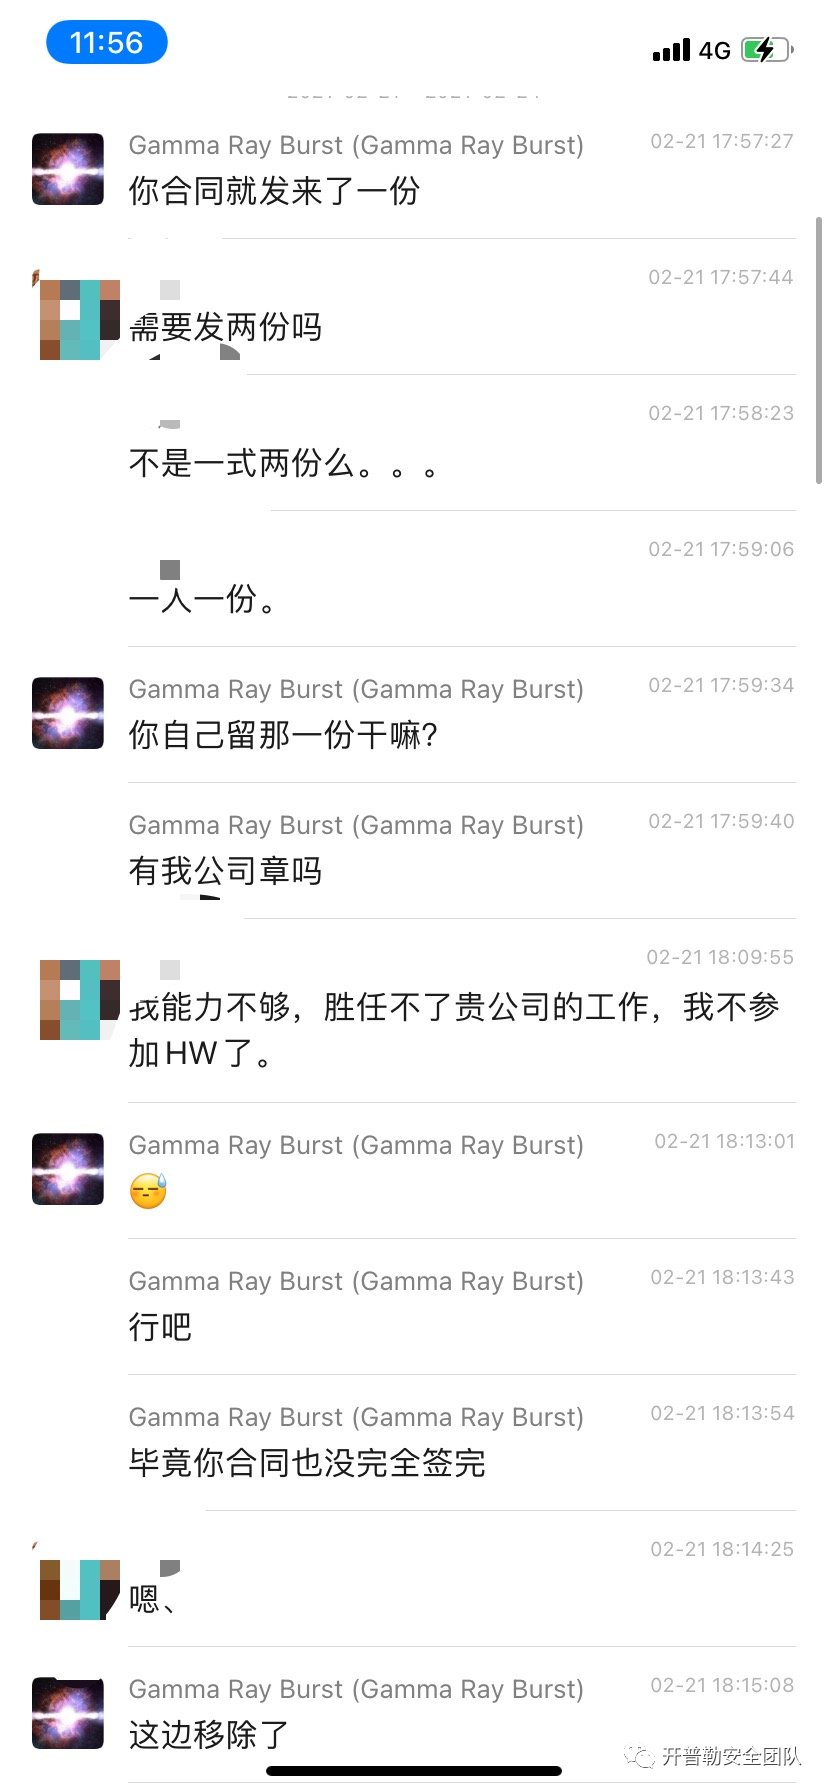 11:56
4G
Gamma Ray Burst (Gamma Ray Burst)
02-21 17:57:27
你合同就发来了一份
02-21 17:57:44
需要发两份吗
02-21 17:58:23
不是一式两份么。。。
02-21 17:59:06
一人一份。
Gamma Ray Burst (Gamma Ray Burst)
02-21 17:59:34
你自己留那一份干嘛?
Gamma Ray Burst (Gamma Ray Burst)
02-21 17:59:40
有我公司章吗
02-21 18:09:55
我能力不够，胜任不了贵公司的工作，我不参
加HW了。
Gamma Ray Burst (Gamma Ray Burst)
02-21 18:13:01
Gamma Ray Burst (Gamma Ray Burst)
02-21 18:13:43
行吧
Gamma Ray Burst (Gamma Ray Burst)
02-21 18:13:54
毕竟你合同也没完全签完
02-21 18:14:25
嗯、
Gamma Ray Burst (Gamma Ray Burst)
02-21 18:15:08
这边移除了
开普勒安全团队